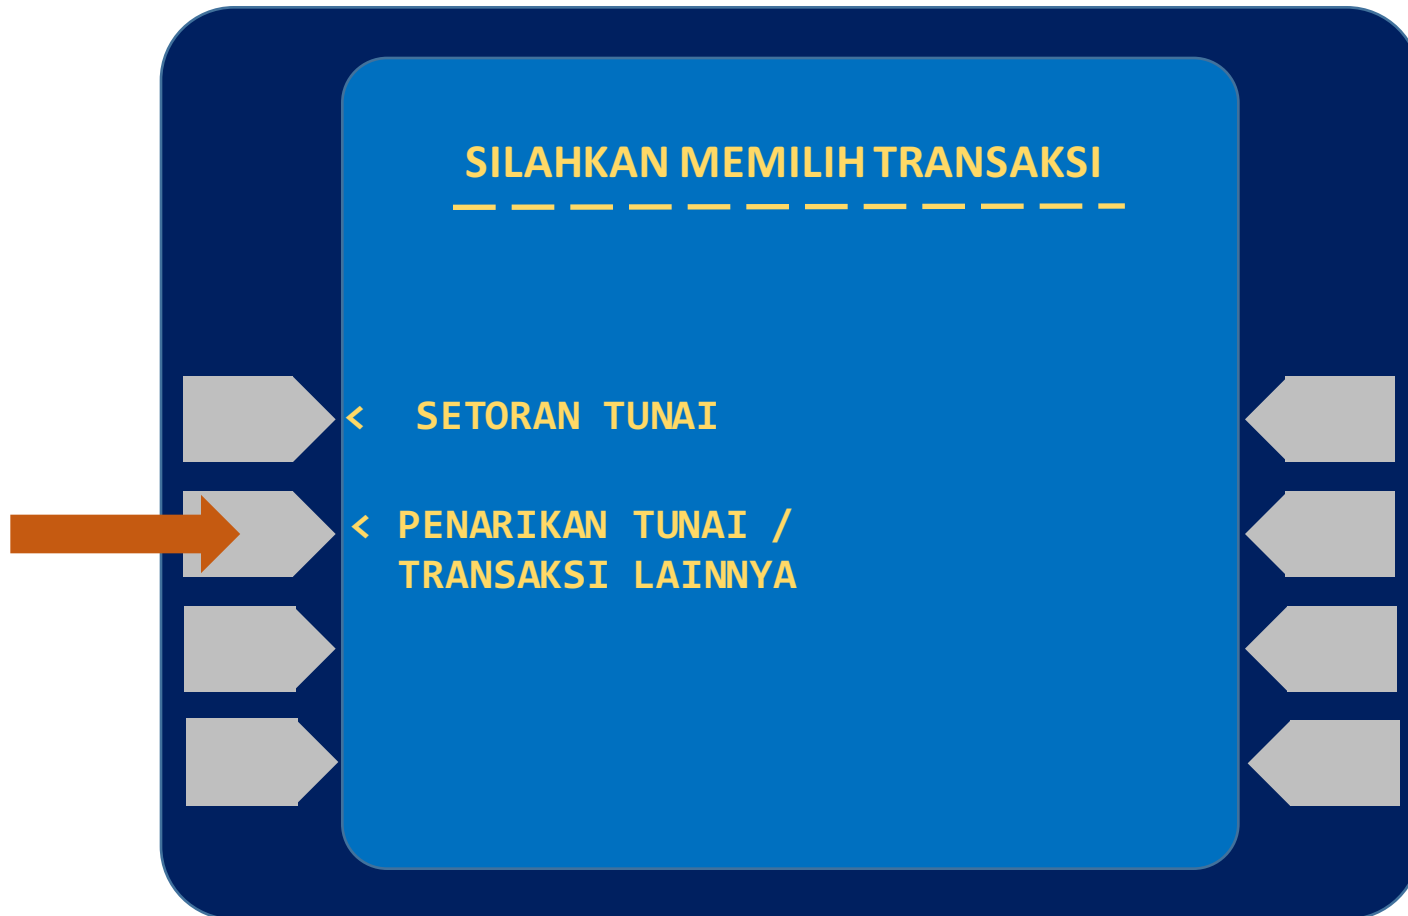 SILAHKAN MEMILIH TRANSAKSI
< SETORAN TUNAI
< PENARIKAN TUNAI /
TRANSAKSI LAINNYA